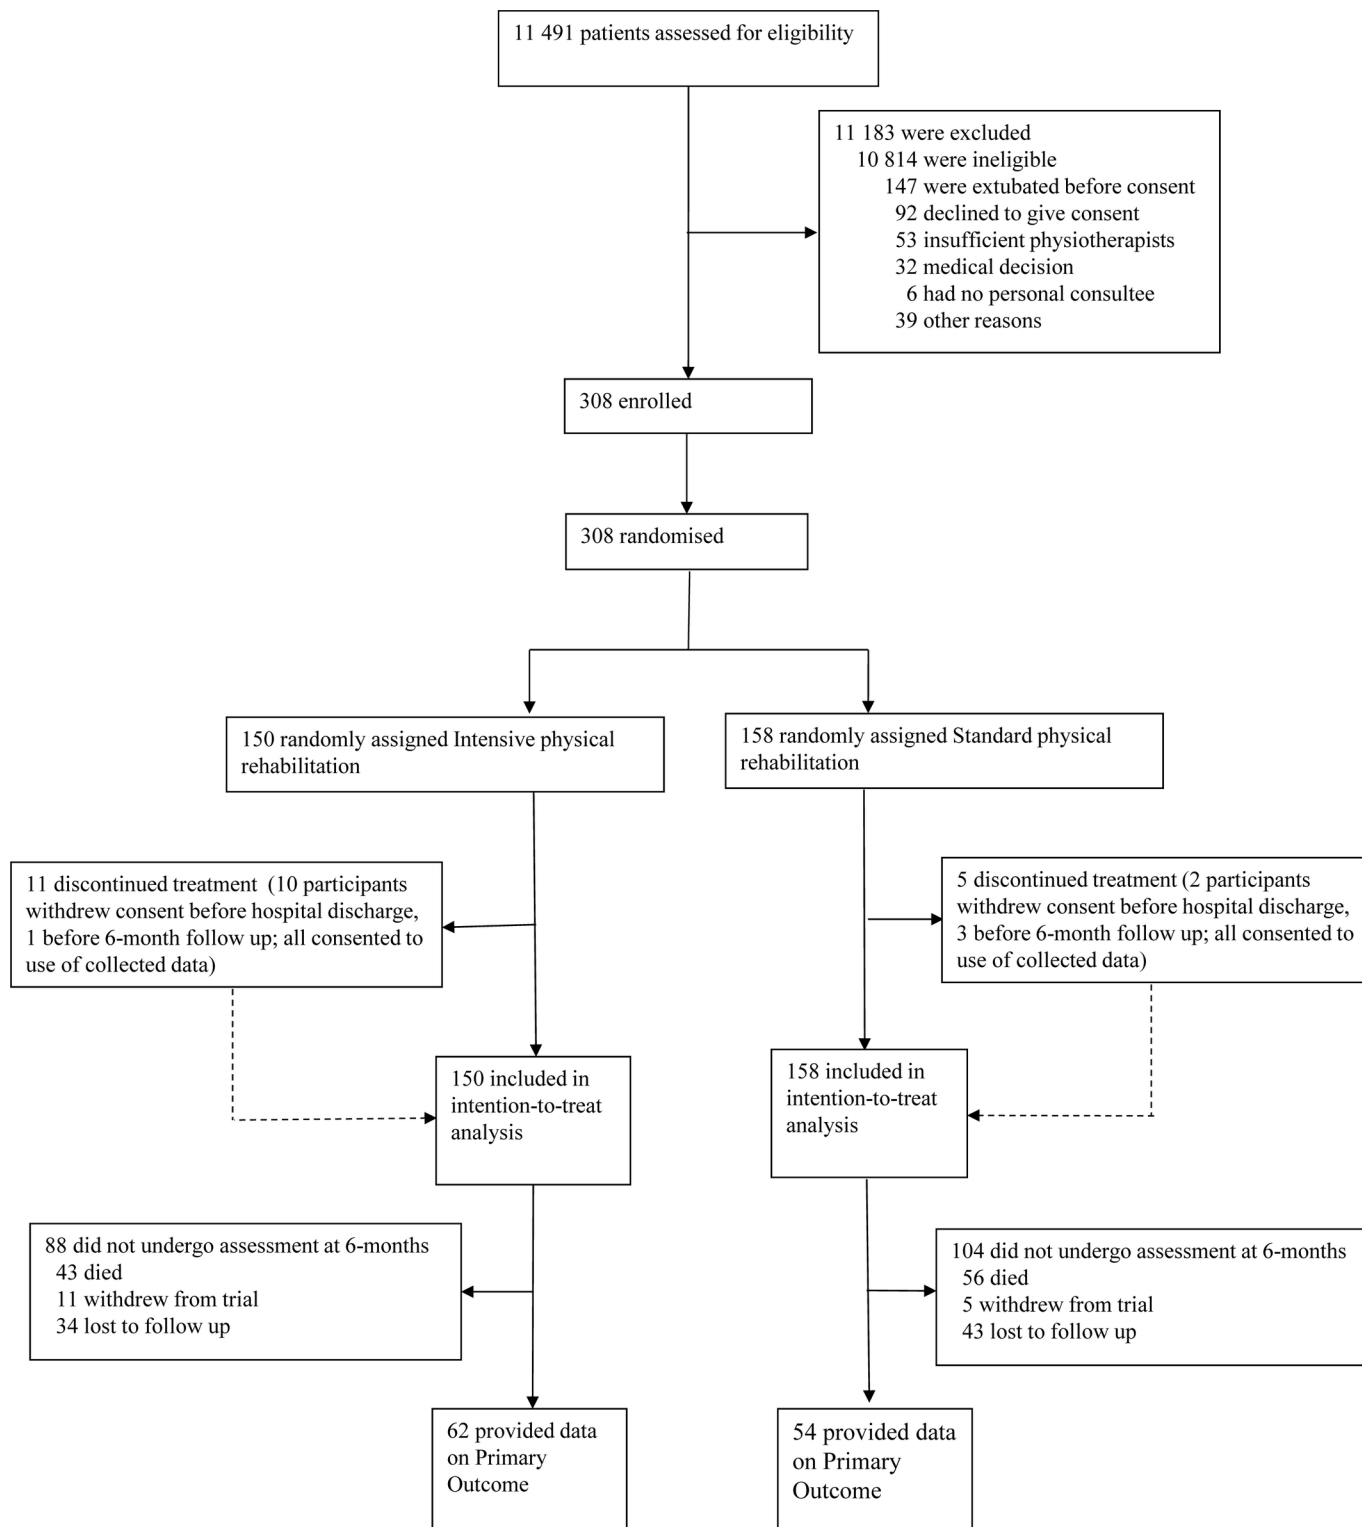 11 491 patients assessed for eligibility
11 183 were excluded
10 814 were ineligible
147 were extubated before consent
92 declined to give consent
53 insufficient physiotherapists
32 medical decision
6 had no personal consultee
39 other reasons
308 enrolled
308 randomised
150 randomly assigned Intensive physical
rehabilitation
158 randomly assigned Standard physical
rehabilitation
11 discontinued treatment (10 participants
withdrew consent before hospital discharge,
1 before 6-month follow up; all consented to
use of collected data)
5 discontinued treatment (2 participants
withdrew consent before hospital discharge,
3 before 6-month follow up; all consented to
use of collected data)
150 included in
intention-to-treat
analysis
158 included in
intention-to-treat
analysis
88 did not undergo assessment at 6-months
43 died
11 withdrew from trial
34 lost to follow up
104 did not undergo assessment at 6-months
56 died
5 withdrew from trial
43 lost to follow up
62 provided data
on Primary
Outcome
54 provided data
on Primary
Outcome